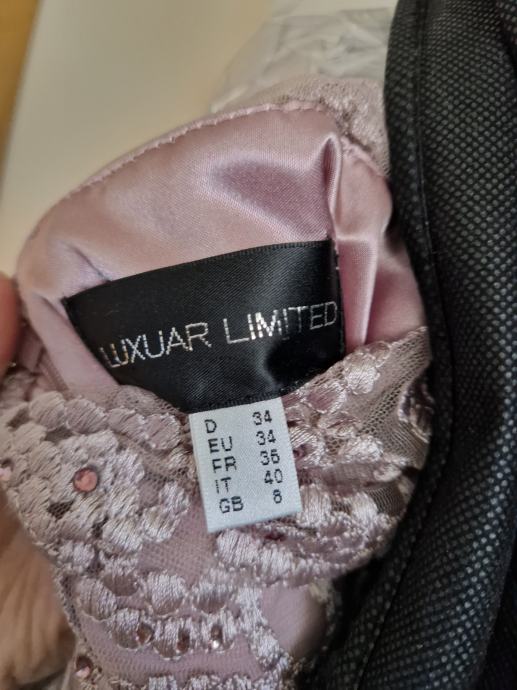 LUXUAR LIMITED
D 34
EU 34
FR 36
IT 40
GB 8